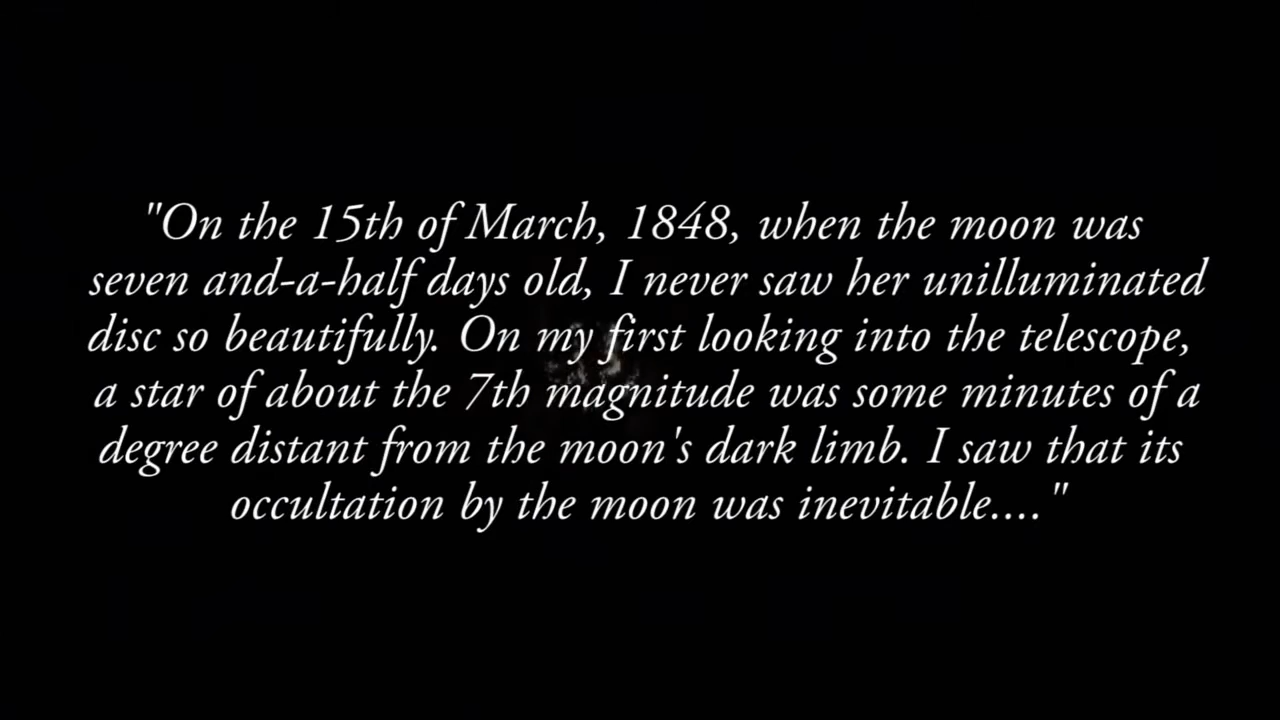 "On the 15th of March, 1848, when the moon was
seven and-a-half days old, I never saw her unilluminated
disc so beautifully. On my first looking into the telescope,
a star of about the 7th magnitude was some minutes of a
degree distant from the moon's dark limb. I saw that its
occultation by the moon was inevitable...."